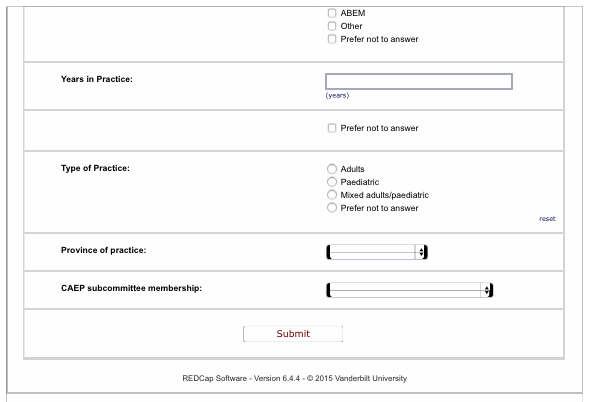 ABEM
Other
Prefer not to answer
Years in Practice:
(years)
Prefer not to answer
Type of Practice:
Adults
Paediatric
Mixed adults/paediatric
Prefer not to answer
reset
Province of practice:
CAEP subcommittee membership:
Submit
REDCap Software - Version 6.4.4 - © 2015 Vanderbilt University